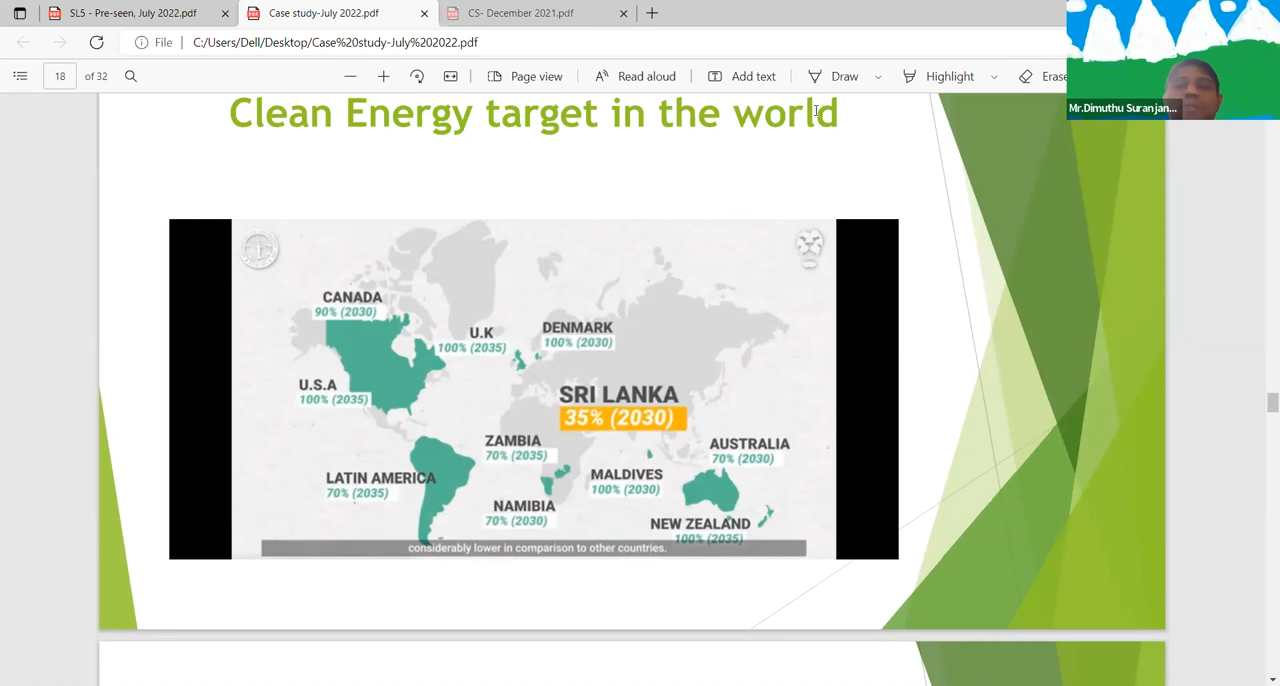 SL5 - Pre-seen, July 2022.pdf
Case study-July 2022.pdf
CS- December 2021.pdf
File
C:/Users/Dell/Desktop/Case%20study-July%202022.pdf
18 of 32
Page view
Read aloud
Add text
Draw
Highlight
Erase
Mr.Dimuthu Suranjan...
Clean Energy target in the world
CANADA
90% (2030)
U.K
100% (2035)
DENMARK
100% (2030)
U.S.A
100% (2035)
SRI LANKA
35% (2030)
ZAMBIA
70% (2035)
AUSTRALIA
70% (2030)
LATIN AMERICA
70% (2035)
MALDIVES
100% (2030)
NAMIBIA
70% (2030)
NEW ZEALAND
100% (2035)
considerably lower in comparison to other countries.